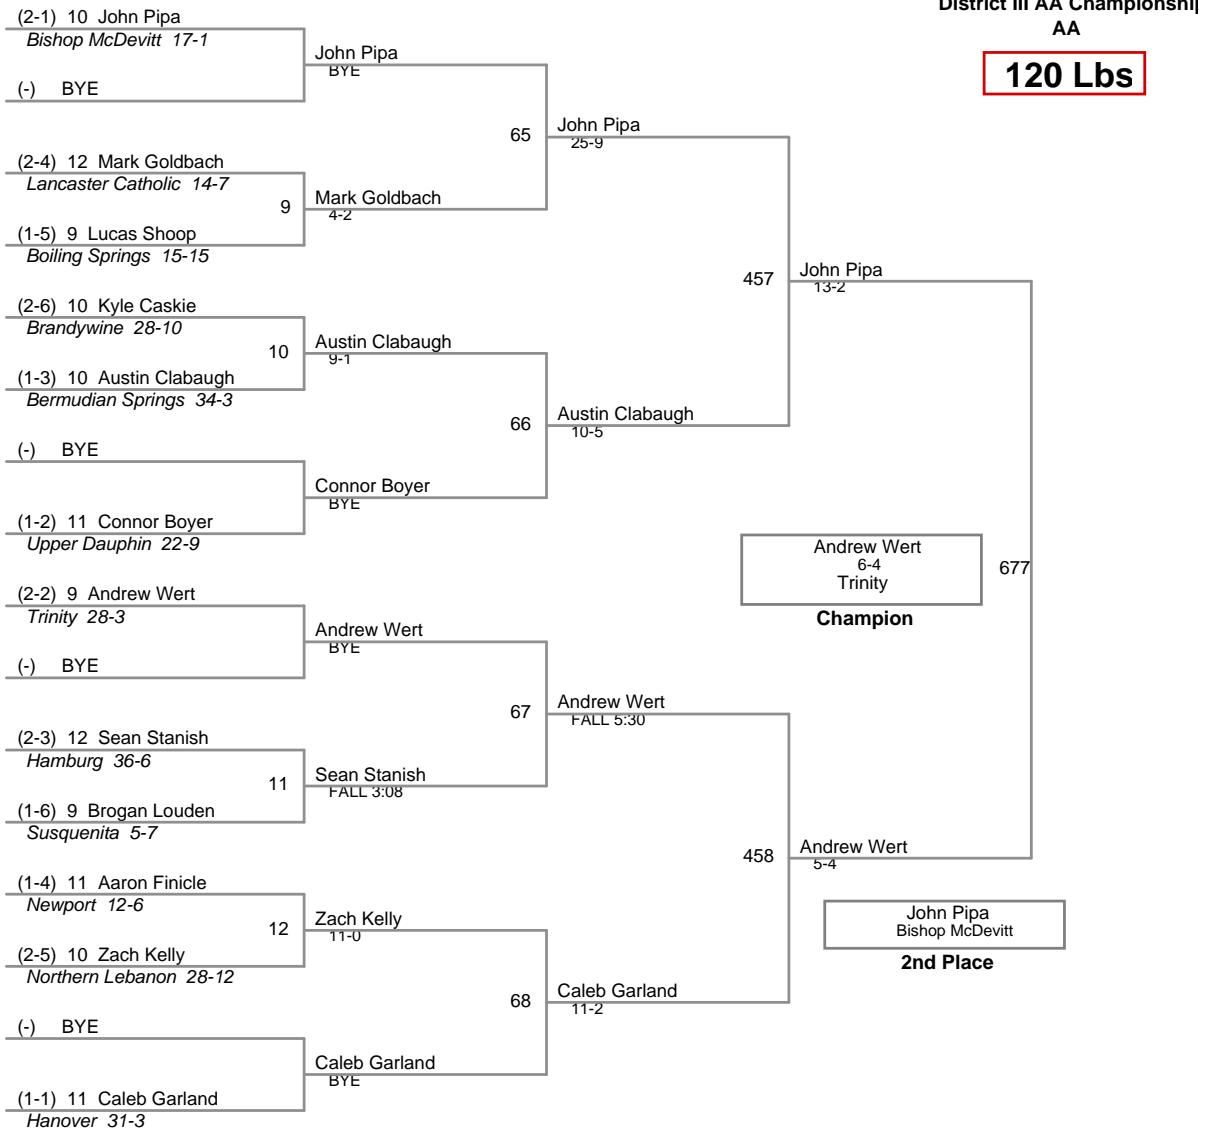 District III AA Championship
AA
120 Lbs
(2-1) 10 John Pipa
Bishop McDevitt 17-1
(-) BYE
John Pipa
BYE
(2-4) 12 Mark Goldbach
Lancaster Catholic 14-7
9
(1-5) 9 Lucas Shoop
Boiling Springs 15-15
Mark Goldbach
4-2
65
John Pipa
25-9
(2-6) 10 Kyle Caskie
Brandywine 28-10
10
(1-3) 10 Austin Clabaugh
Bermudian Springs 34-3
Austin Clabaugh
9-1
(-) BYE
(1-2) 11 Connor Boyer
Upper Dauphin 22-9
Connor Boyer
BYE
66
Austin Clabaugh
10-5
457
John Pipa
13-2
(2-2) 9 Andrew Wert
Trinity 28-3
(-) BYE
Andrew Wert
BYE
(2-3) 12 Sean Stanish
Hamburg 36-6
11
(1-6) 9 Brogan Louden
Susquenita 5-7
Sean Stanish
FALL 3:08
67
Andrew Wert
FALL 5:30
(1-4) 11 Aaron Finicle
Newport 12-6
12
(2-5) 10 Zach Kelly
Northern Lebanon 28-12
Zach Kelly
11-0
(-) BYE
(1-1) 11 Caleb Garland
Hanover 31-3
Caleb Garland
BYE
68
Caleb Garland
11-2
458
Andrew Wert
5-4
677
Andrew Wert
6-4
Trinity
Champion
John Pipa
Bishop McDevitt
2nd Place